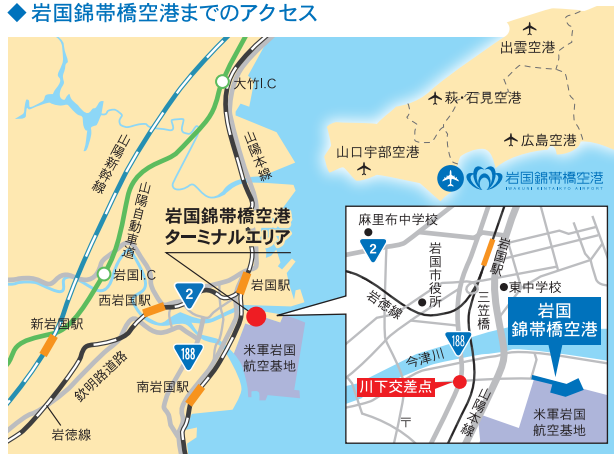 ◆ 岩国錦帯橋空港までのアクセス
出雲空港
大竹I.C
萩・石見空港
広島空港
山口宇部空港
岩国錦帯橋空港
IWAKUNI KINTAIKYO AIRPORT
山陽新幹線
山陽自動車道
山陽本線
岩国錦帯橋空港
ターミナルエリア
岩国I.C
西岩国駅
2
岩国駅
新岩国駅
188
米軍岩国
航空基地
欽明路道路
南岩国駅
岩徳線
麻里布中学校
2
岩国市役所
岩国駅
東中学校
岩徳線
三笠橋
岩国
錦帯橋空港
188
今津川
川下交差点
山陽本線
〒
米軍岩国
航空基地